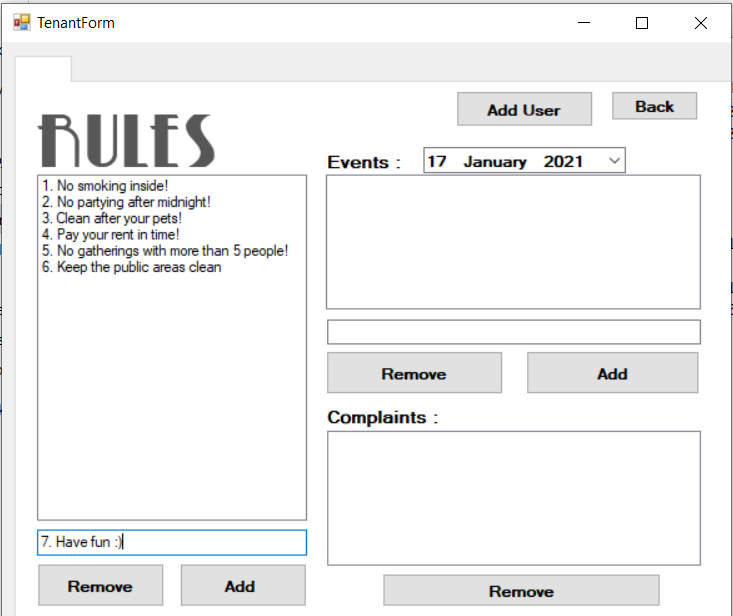 TenantForm
Add User
Back
RULES
Events :
17 January 2021
1. No smoking inside!
2. No partying after midnight!
3. Clean after your pets!
4. Pay your rent in time!
5. No gatherings with more than 5 people!
6. Keep the public areas clean
Remove
Add
Complaints :
7. Have fun :)
Remove
Add
Remove